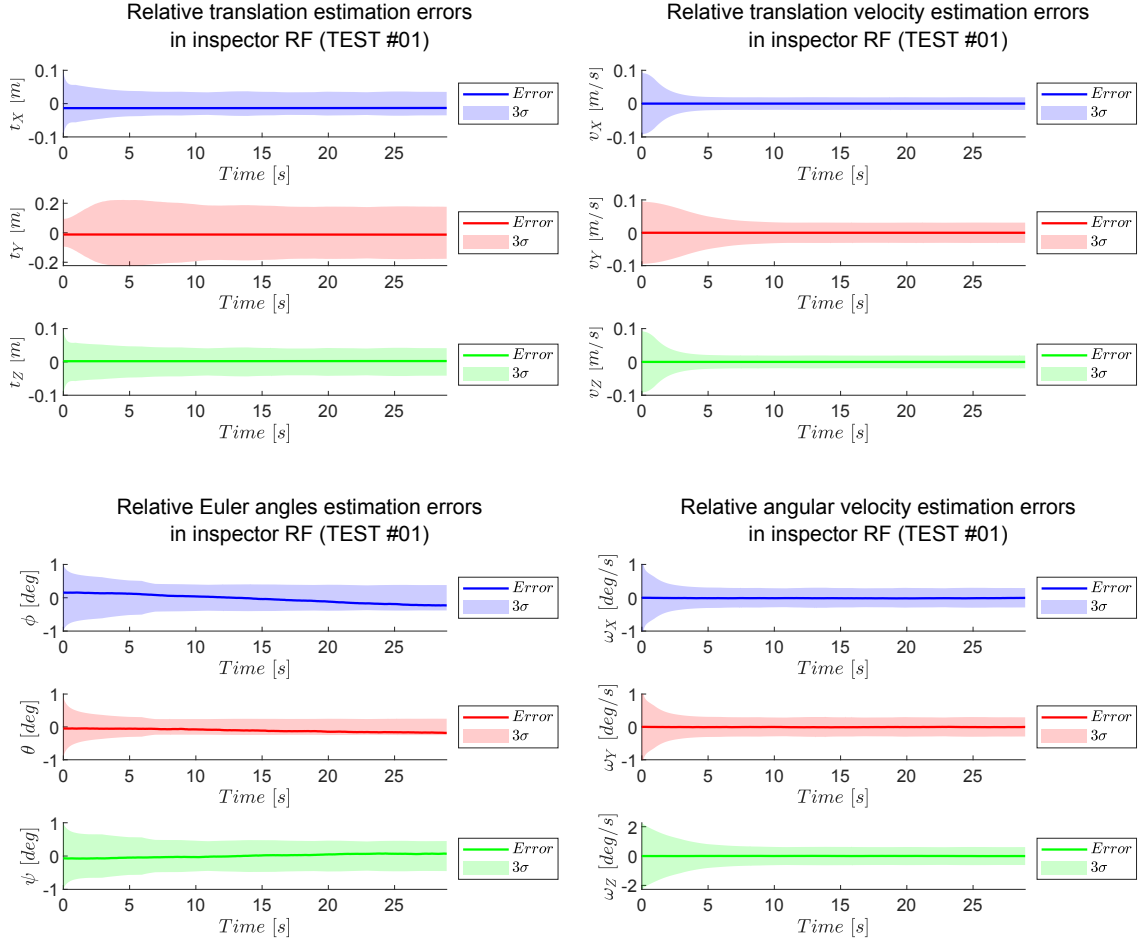 Relative translation estimation errors
in inspector RF (TEST #01)
0.1
0
-0.1
t_X [m]
0 5 10 15 20 25
Time [s]
Error
3σ
0.2
0
-0.2
t_Y [m]
0 5 10 15 20 25
Time [s]
Error
3σ
0.1
0
-0.1
t_Z [m]
0 5 10 15 20 25
Time [s]
Error
3σ
Relative translation velocity estimation errors
in inspector RF (TEST #01)
0.1
0
-0.1
v_X [m/s]
0 5 10 15 20 25
Time [s]
Error
3σ
0.1
0
-0.1
v_Y [m/s]
0 5 10 15 20 25
Time [s]
Error
3σ
0.1
0
-0.1
v_Z [m/s]
0 5 10 15 20 25
Time [s]
Error
3σ
Relative Euler angles estimation errors
in inspector RF (TEST #01)
1
0
-1
ϕ [deg]
0 5 10 15 20 25
Time [s]
Error
3σ
1
0
-1
θ [deg]
0 5 10 15 20 25
Time [s]
Error
3σ
1
0
-1
ψ [deg]
0 5 10 15 20 25
Time [s]
Error
3σ
Relative angular velocity estimation errors
in inspector RF (TEST #01)
1
0
-1
ω_X [deg/s]
0 5 10 15 20 25
Time [s]
Error
3σ
1
0
-1
ω_Y [deg/s]
0 5 10 15 20 25
Time [s]
Error
3σ
2
0
-2
ω_Z [deg/s]
0 5 10 15 20 25
Time [s]
Error
3σ